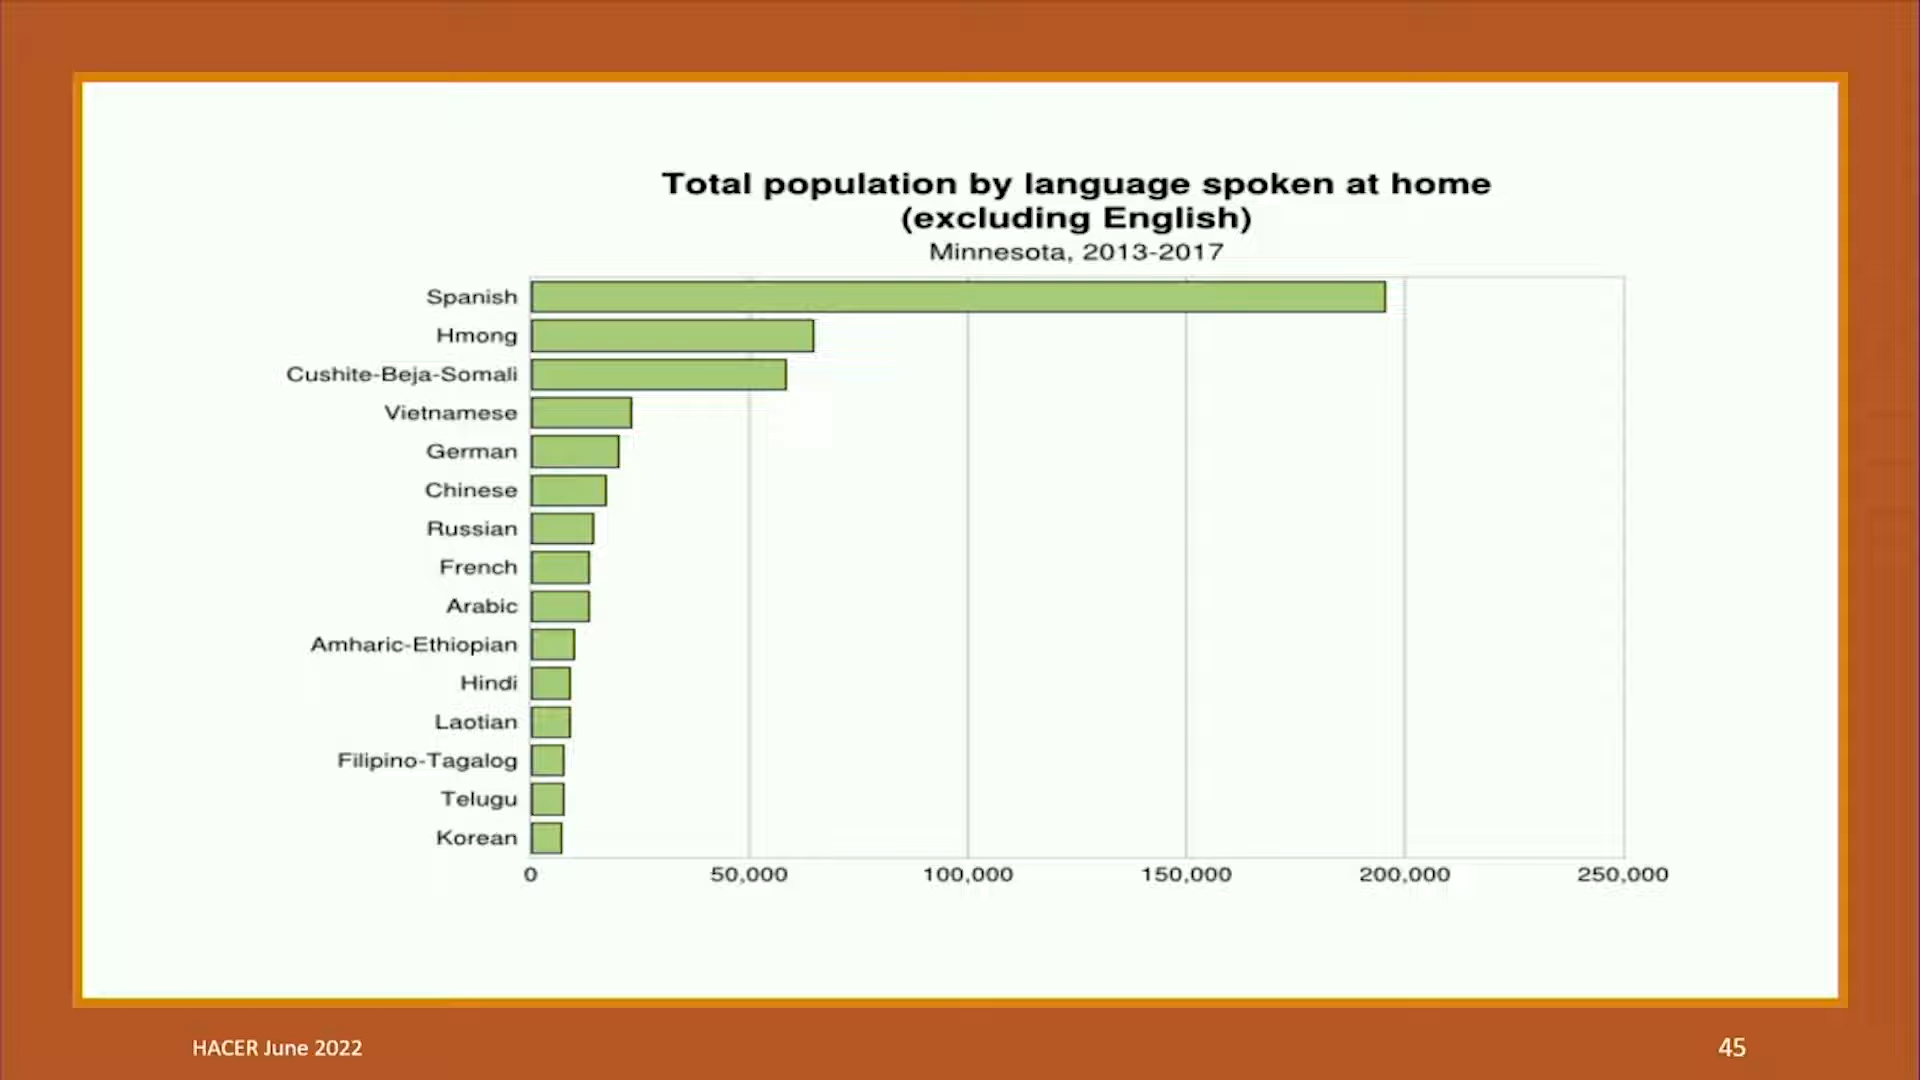 Total population by language spoken at home
(excluding English)
Minnesota, 2013-2017
Spanish
Hmong
Cushite-Beja-Somali
Vietnamese
German
Chinese
Russian
French
Arabic
Amharic-Ethiopian
Hindi
Laotian
Filipino-Tagalog
Telugu
Korean
0 50,000 100,000 150,000 200,000 250,000
HACER June 2022 45